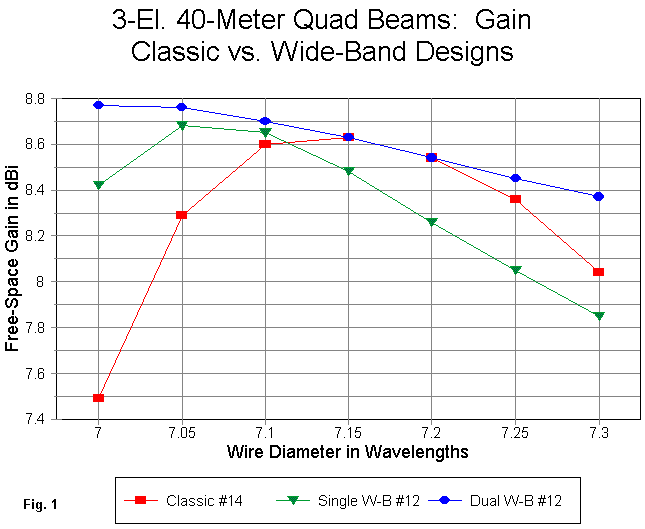 3-El. 40-Meter Quad Beams:  Gain
Classic vs. Wide-Band Designs
Free-Space Gain in dBi
8.8
8.6
8.4
8.2
8
7.8
7.6
7.4
7
7.05
7.1
7.15
7.2
7.25
7.3
Wire Diameter in Wavelengths
Fig. 1
Classic #14
Single W-B #12
Dual W-B #12